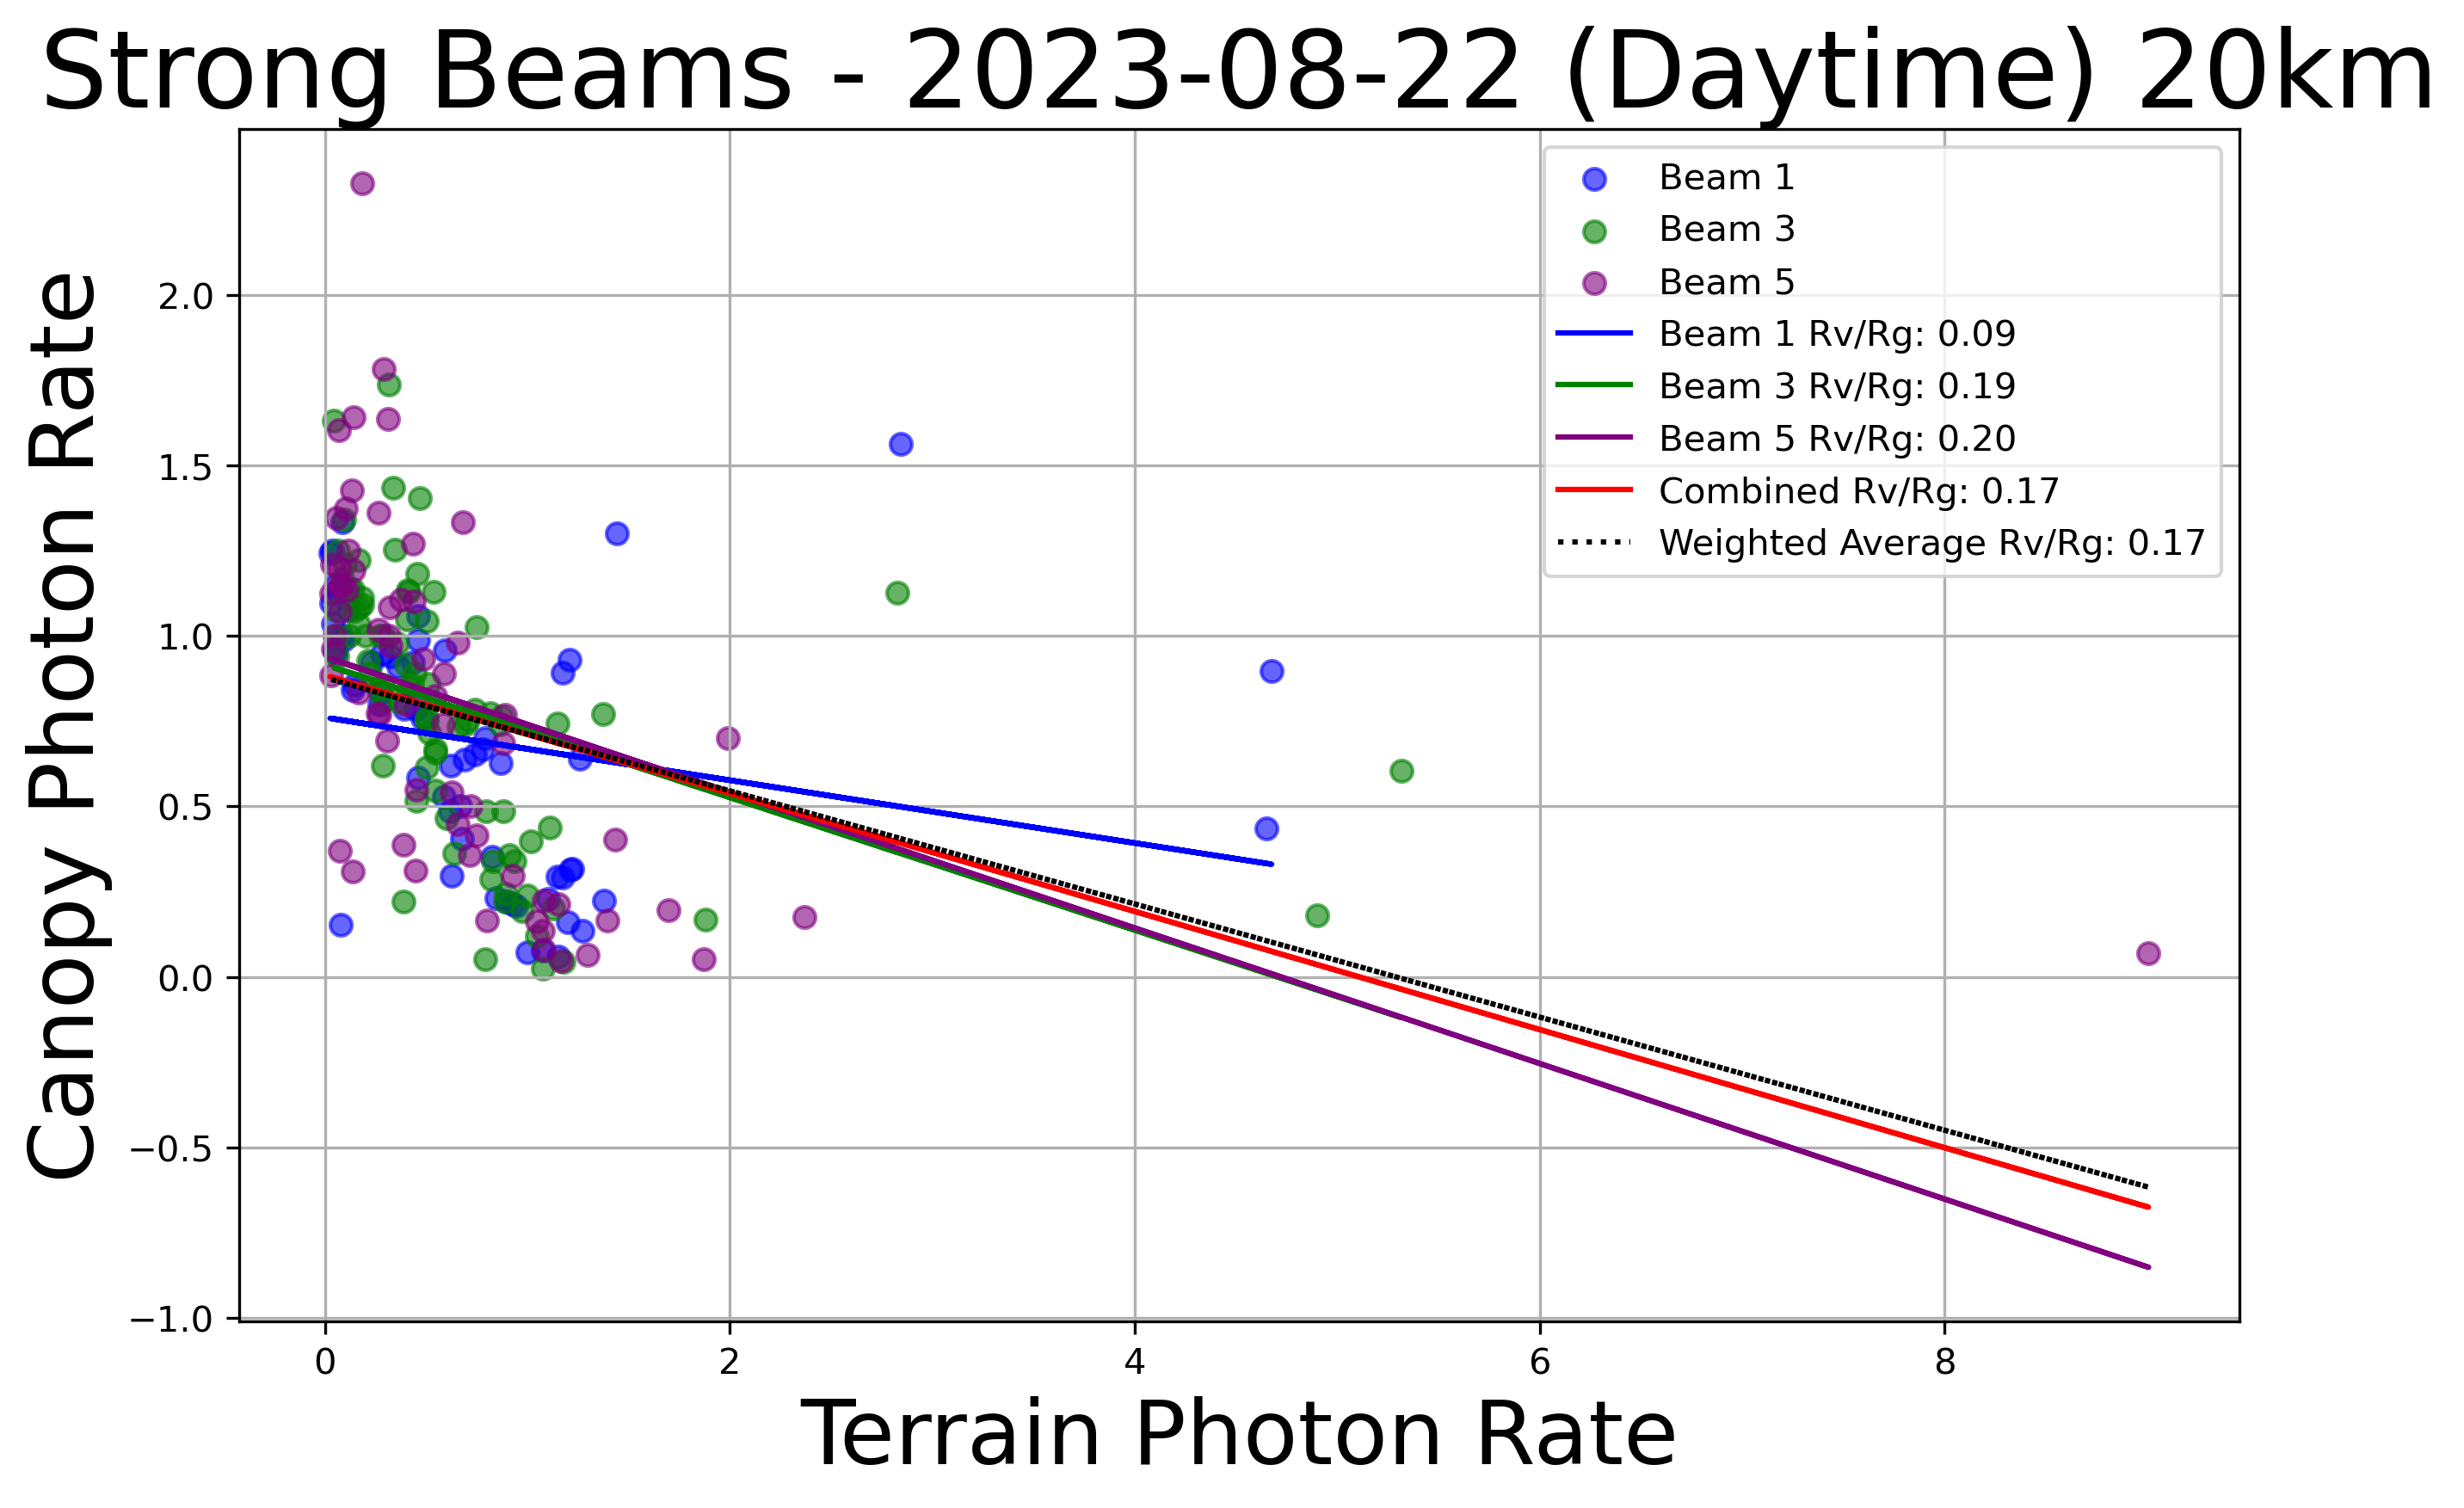 Strong Beams - 2023-08-22 (Daytime) 20km
Canopy Photon Rate
2.0
1.5
1.0
0.5
0.0
−0.5
−1.0
Beam 1
Beam 3
Beam 5
Beam 1 Rv/Rg: 0.09
Beam 3 Rv/Rg: 0.19
Beam 5 Rv/Rg: 0.20
Combined Rv/Rg: 0.17
Weighted Average Rv/Rg: 0.17
0 2 4 6 8
Terrain Photon Rate